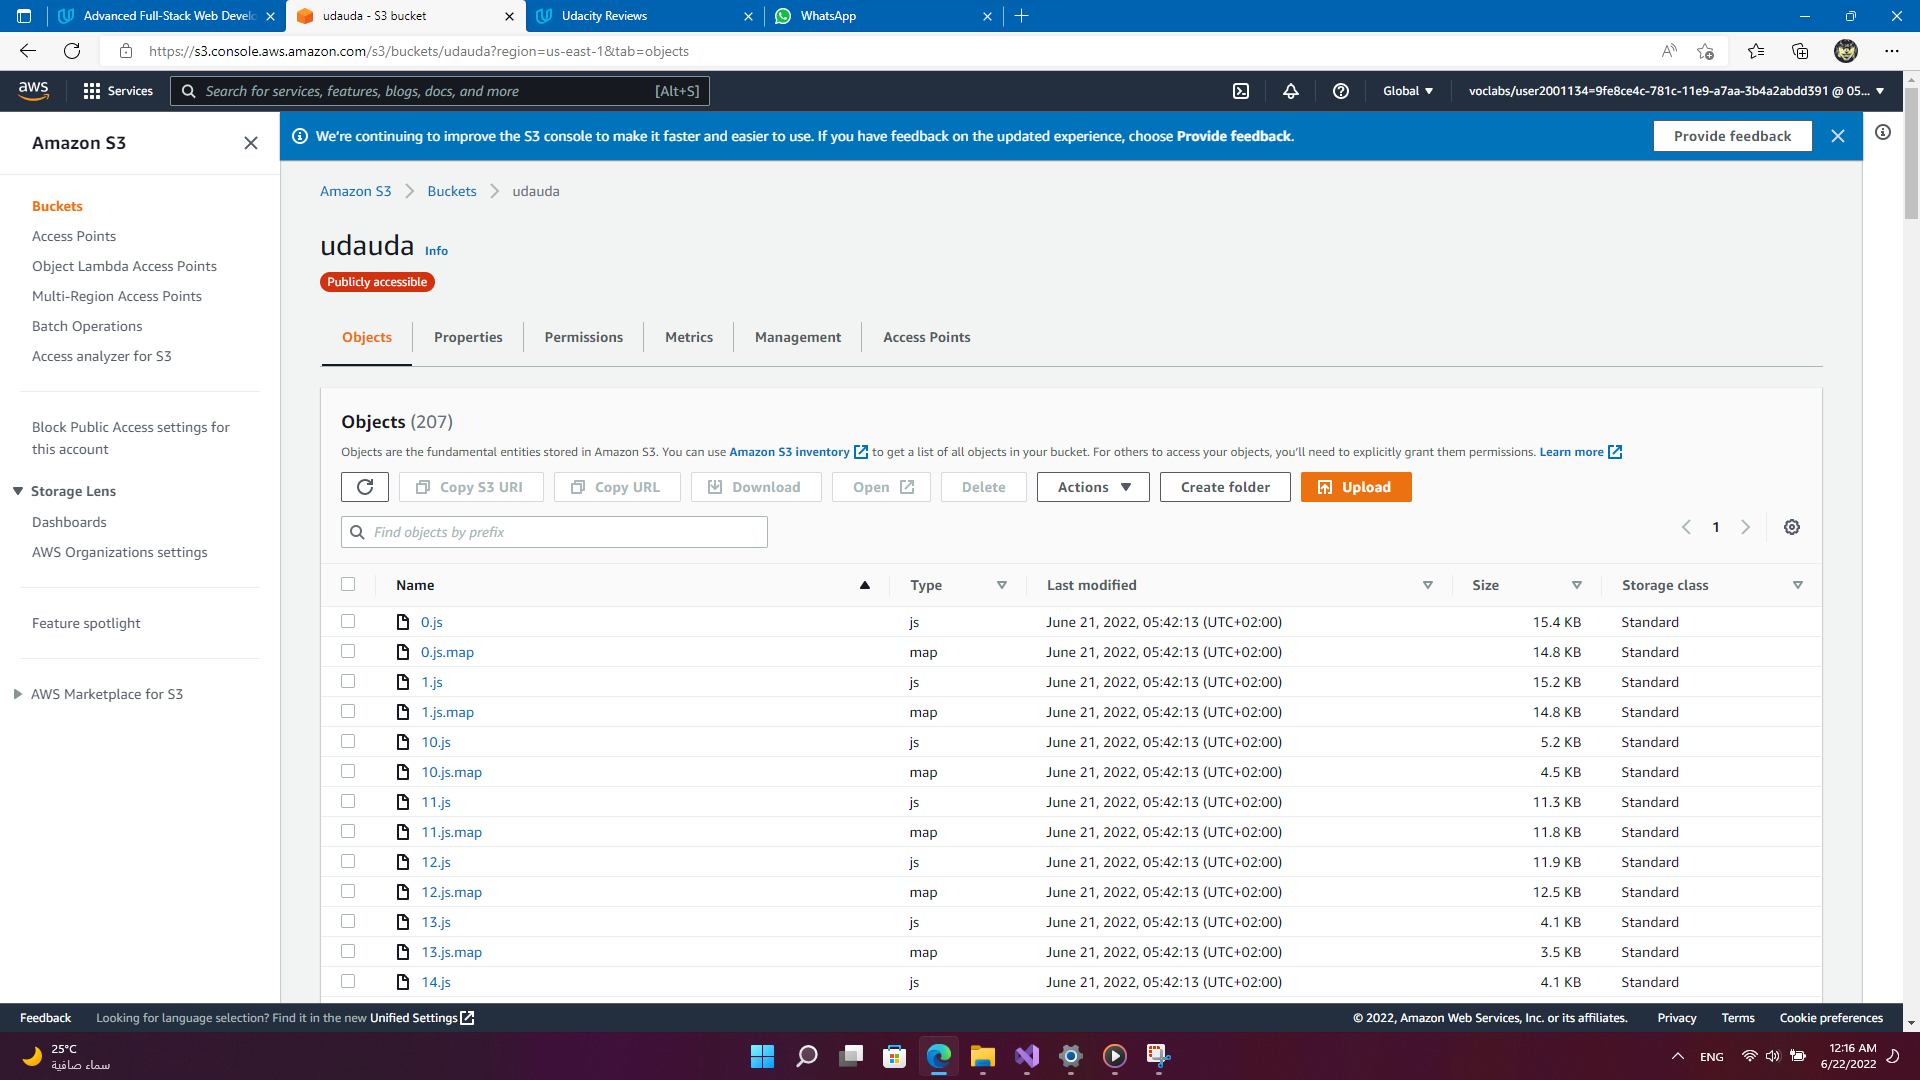 Advanced Full-Stack Web Develo
udauda - S3 bucket
Udacity Reviews
WhatsApp
https://s3.console.aws.amazon.com/s3/buckets/udauda?region=us-east-1&tab=objects
aws
Services
Search for services, features, blogs, docs, and more
[Alt+S]
Global
voclabs/user2001134=9fe8ce4c-781c-11e9-a7aa-3b4a2abdd391 @ 05...
Amazon S3
Buckets
Access Points
Object Lambda Access Points
Multi-Region Access Points
Batch Operations
Access analyzer for S3
Block Public Access settings for
this account
Storage Lens
Dashboards
AWS Organizations settings
Feature spotlight
AWS Marketplace for S3
We're continuing to improve the S3 console to make it faster and easier to use. If you have feedback on the updated experience, choose Provide feedback.
Provide feedback
Amazon S3 Buckets udauda
udauda Info
Publicly accessible
Objects Properties Permissions Metrics Management Access Points
Objects (207)
Objects are the fundamental entities stored in Amazon S3. You can use Amazon S3 inventory to get a list of all objects in your bucket. For others to access your objects, you'll need to explicitly grant them permissions. Learn more
Copy S3 URI Copy URL Download Open Delete Actions Create folder Upload
Find objects by prefix
1
Name Type Last modified Size Storage class
0.js js June 21, 2022, 05:42:13 (UTC+02:00) 15.4 KB Standard
0.js.map map June 21, 2022, 05:42:13 (UTC+02:00) 14.8 KB Standard
1.js js June 21, 2022, 05:42:13 (UTC+02:00) 15.2 KB Standard
1.js.map map June 21, 2022, 05:42:13 (UTC+02:00) 14.8 KB Standard
10.js js June 21, 2022, 05:42:13 (UTC+02:00) 5.2 KB Standard
10.js.map map June 21, 2022, 05:42:13 (UTC+02:00) 4.5 KB Standard
11.js js June 21, 2022, 05:42:13 (UTC+02:00) 11.3 KB Standard
11.js.map map June 21, 2022, 05:42:13 (UTC+02:00) 11.8 KB Standard
12.js js June 21, 2022, 05:42:13 (UTC+02:00) 11.9 KB Standard
12.js.map map June 21, 2022, 05:42:13 (UTC+02:00) 12.5 KB Standard
13.js js June 21, 2022, 05:42:13 (UTC+02:00) 4.1 KB Standard
13.js.map map June 21, 2022, 05:42:13 (UTC+02:00) 3.5 KB Standard
14.js js June 21, 2022, 05:42:13 (UTC+02:00) 4.1 KB Standard
Feedback Looking for language selection? Find it in the new Unified Settings
© 2022, Amazon Web Services, Inc. or its affiliates. Privacy Terms Cookie preferences
25°C
سماء صافية
ENG
12:16 AM
6/22/2022